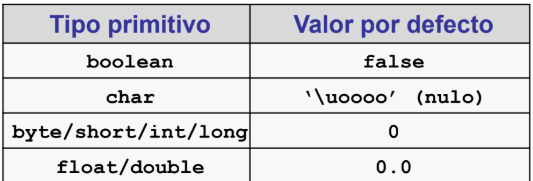 Tipo primitivo Valor por defecto
boolean false
char ‘\uoooo’ (nulo)
byte/short/int/long 0
float/double 0.0